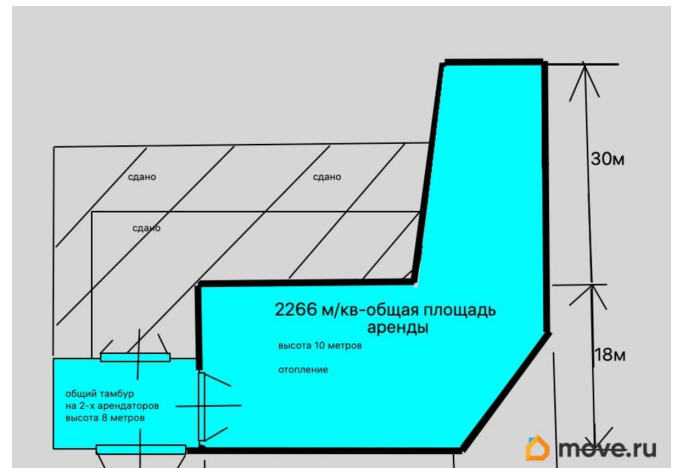 30м
сдано
сдано
сдано
2266 м/кв-общая площадь
аренды
высота 10 метров
отопление
18м
общий тамбур
на 2-х арендаторов
высота 8 метров
move.ru